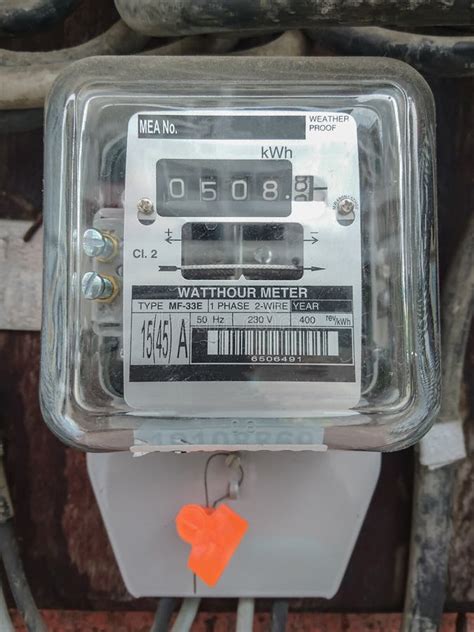 MEA No.
WEATHER
PROOF
kWh
0508.8
+ −
Cl. 2
WATTHOUR METER
TYPE MF-33E 1 PHASE 2-WIRE YEAR
50 Hz 230 V 400 rev/kWh
15(45) A
6506491